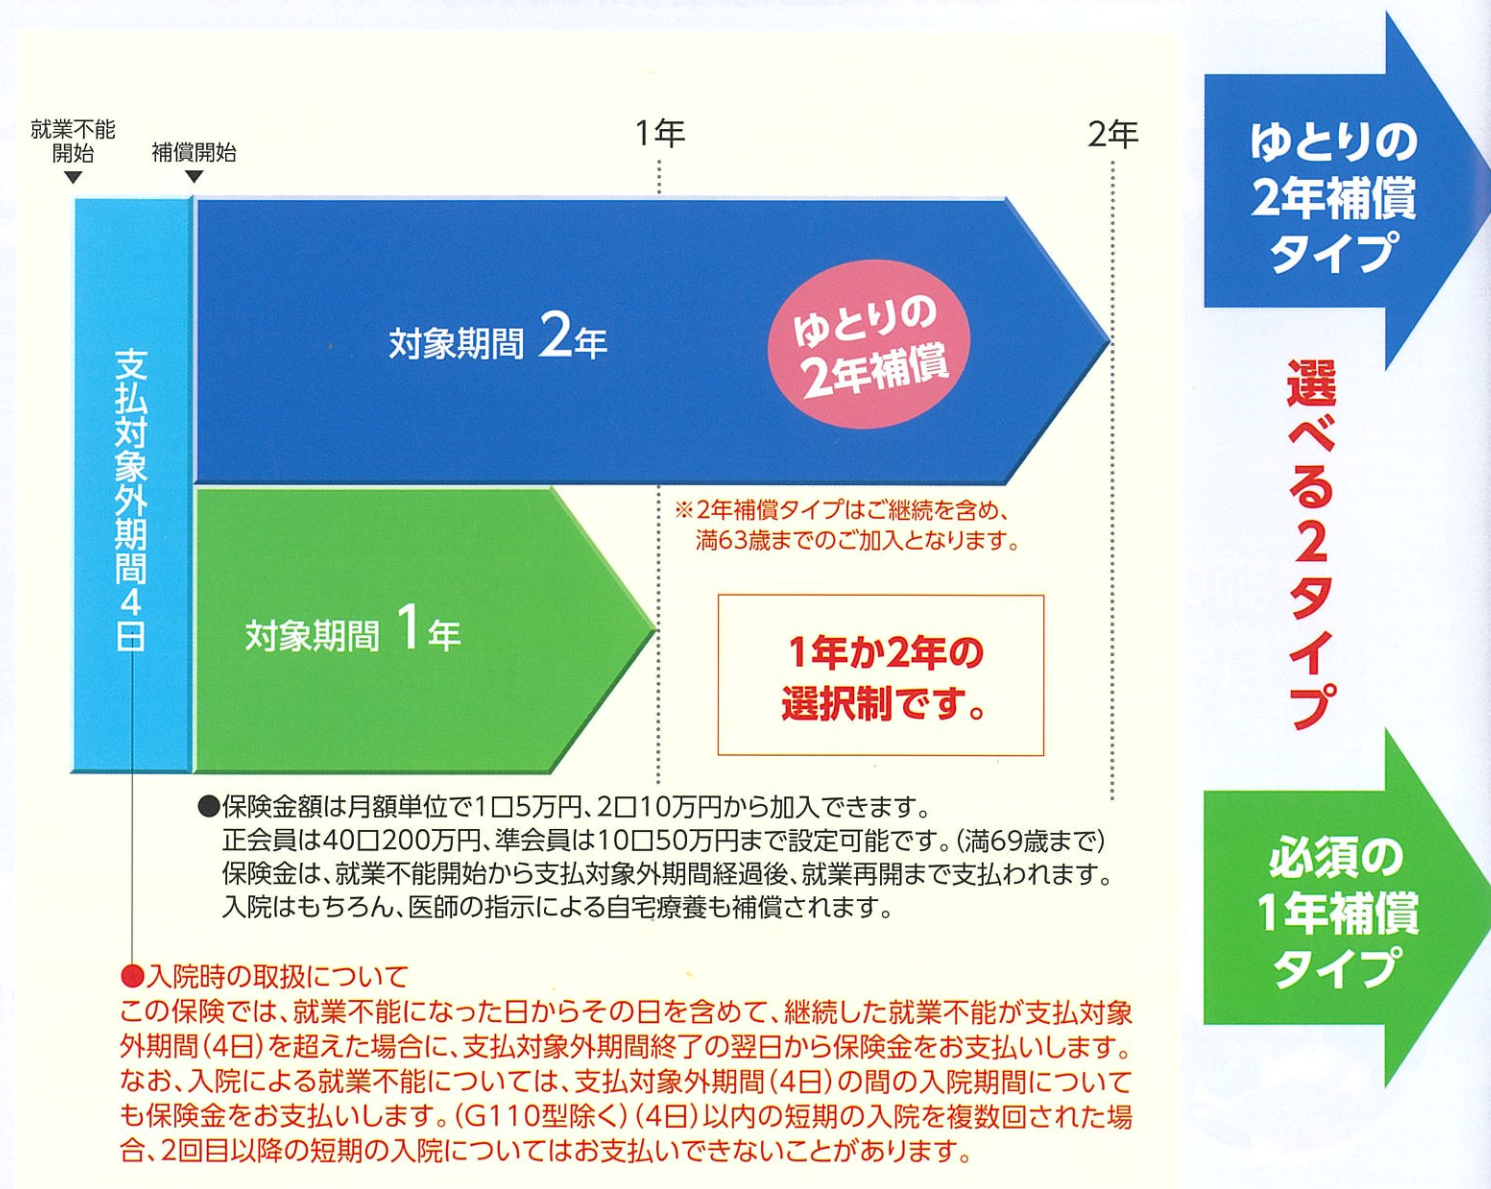 就業不能
開始
補償開始
1年
2年
支払対象外期間4日
対象期間 2年
ゆとりの
2年補償
※2年補償タイプはご継続を含め、
満63歳までのご加入となります。
対象期間 1年
1年か2年の
選択制です。
●保険金額は月額単位で1口5万円、2口10万円から加入できます。
正会員は40口200万円、準会員は10口50万円まで設定可能です。(満69歳まで)
保険金は、就業不能開始から支払対象外期間経過後、就業再開まで支払われます。
入院はもちろん、医師の指示による自宅療養も補償されます。
●入院時の取扱について
この保険では、就業不能になった日からその日を含めて、継続した就業不能が支払対象
外期間(4日)を超えた場合に、支払対象外期間終了の翌日から保険金をお支払いします。
なお、入院による就業不能については、支払対象外期間(4日)の間の入院期間について
も保険金をお支払いします。(G110型除く)(4日)以内の短期の入院を複数回された場
合、2回目以降の短期の入院についてはお支払いできないことがあります。
ゆとりの
2年補償
タイプ
選べる2タイプ
必須の
1年補償
タイプ